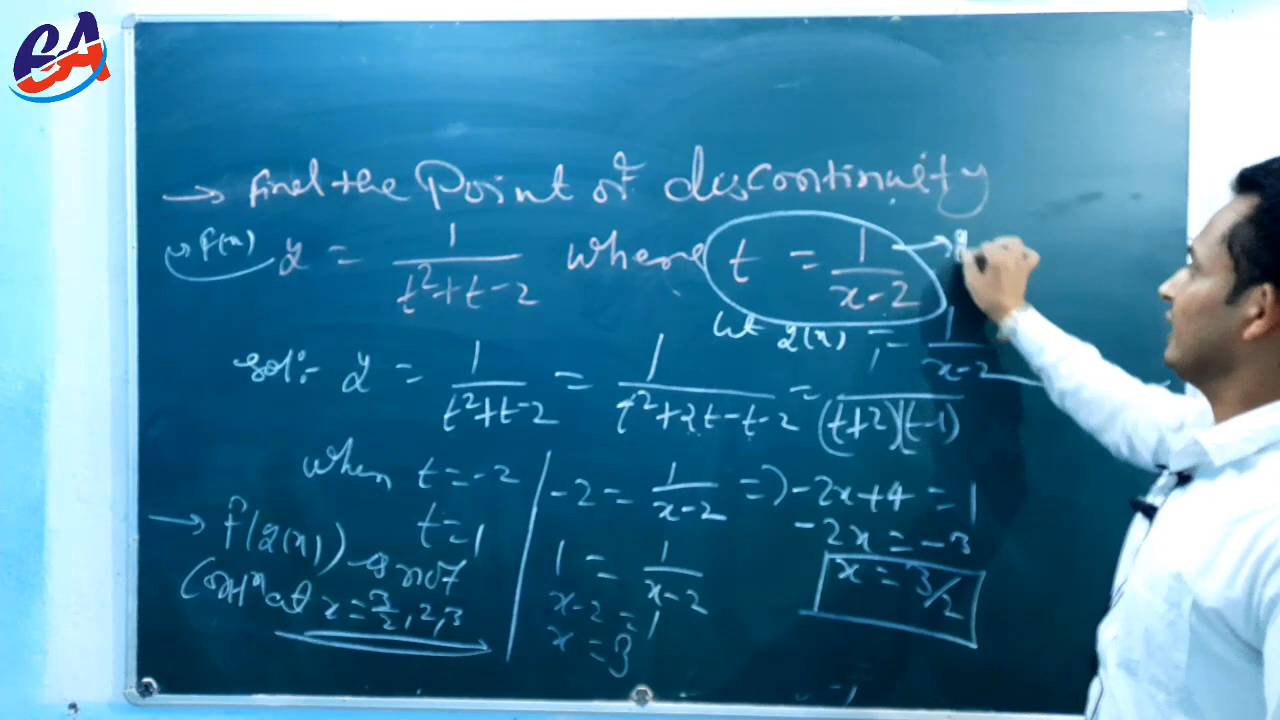 EA
→ Find the Point of discontinuity
f(x) y = 1/(t²+t-2) where t = 1/(x-2) →
let g(x) = 1/(x-2)
Sol:- y = 1/(t²+t-2) = 1/(t²+2t-t-2) = 1/((t+2)(t-1))
when t = -2
t = 1
-2 = 1/(x-2) => -2x+4 = 1
-2x = -3
x = 3/2
1 = 1/(x-2)
x-2 = 1
x = 3
→ f(g(x)) is not
Contn at x = 3/2, 2, 3